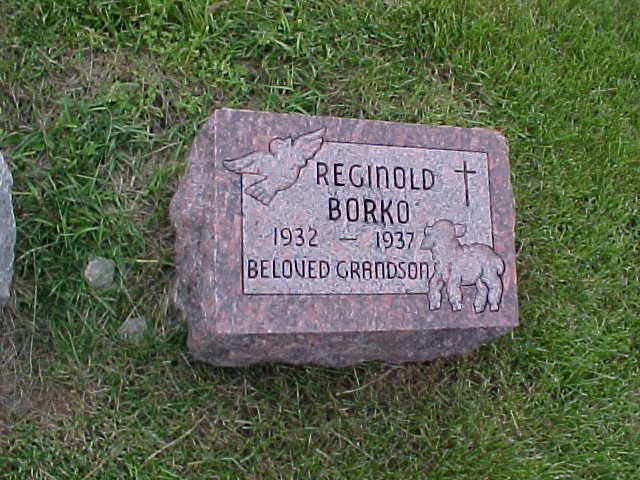 REGINOLD
BORKO
1932 — 1937
BELOVED GRANDSON